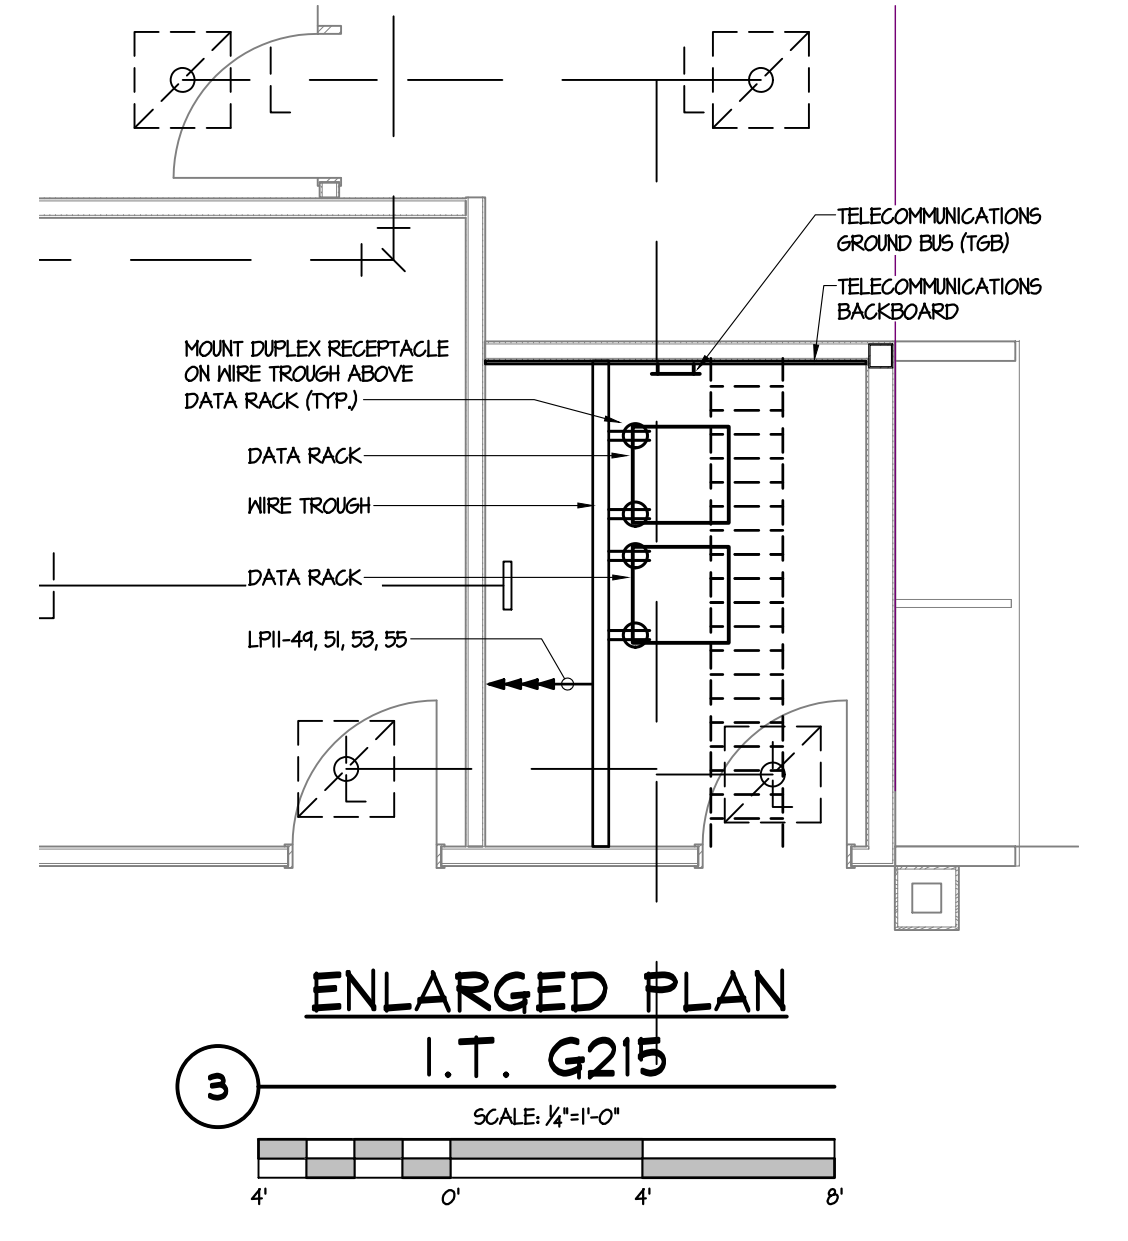 TELECOMMUNICATIONS
GROUND BUS (TGB)
TELECOMMUNICATIONS
BACKBOARD
MOUNT DUPLEX RECEPTACLE
ON WIRE TROUGH ABOVE
DATA RACK (TYP.)
DATA RACK
WIRE TROUGH
DATA RACK
LP11-49, 51, 53, 55
ENLARGED PLAN
I.T. G215
3
SCALE: 1/4"=1'-0"
4' 0' 4' 8'